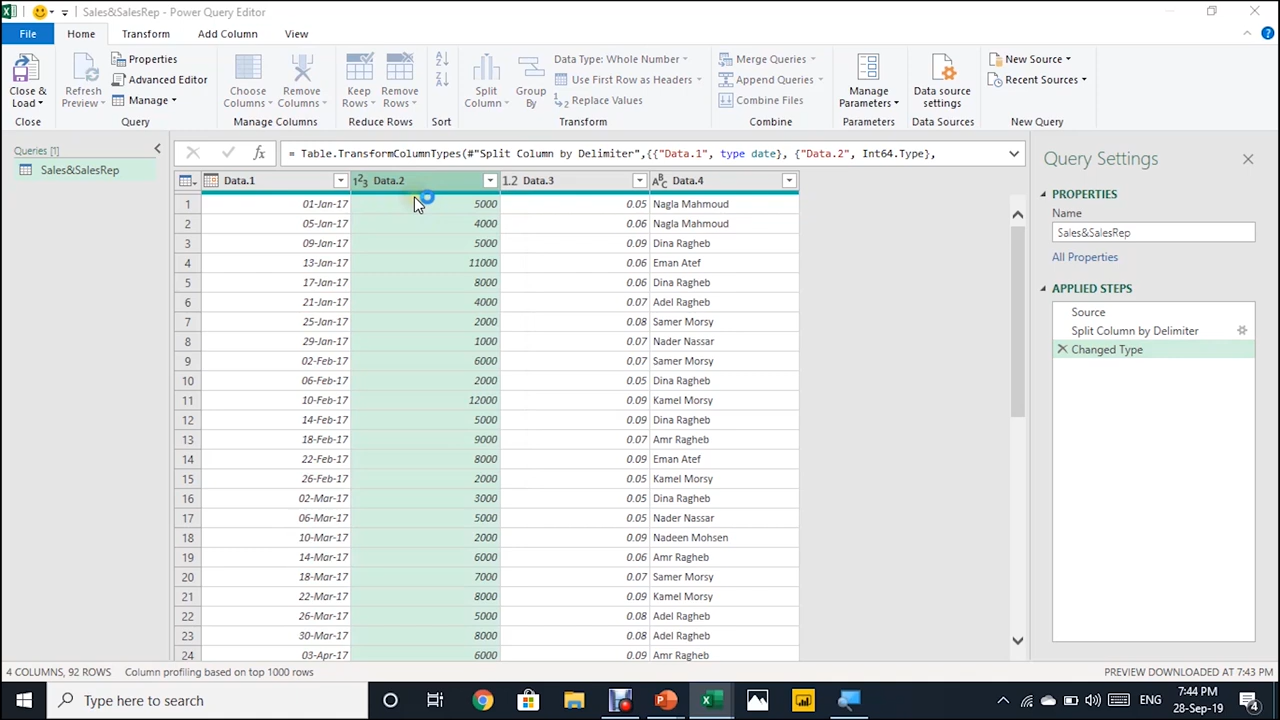 Sales&SalesRep - Power Query Editor
File Home Transform Add Column View
Close & Load
Refresh Preview
Properties
Advanced Editor
Manage
Choose Columns
Remove Columns
Keep Rows
Remove Rows
Split Column
Group By
Data Type: Whole Number
Use First Row as Headers
Replace Values
Merge Queries
Append Queries
Combine Files
Manage Parameters
Data source settings
New Source
Recent Sources
Close Query Manage Columns Reduce Rows Sort Transform Combine Parameters Data Sources New Query
Queries [1]
Sales&SalesRep
fx = Table.TransformColumnTypes(#"Split Column by Delimiter",{{"Data.1", type date}, {"Data.2", Int64.Type},
Data.1 123 Data.2 1.2 Data.3 ABC Data.4
1 01-Jan-17 5000 0.05 Nagla Mahmoud
2 05-Jan-17 4000 0.06 Nagla Mahmoud
3 09-Jan-17 5000 0.09 Dina Ragheb
4 13-Jan-17 11000 0.06 Eman Atef
5 17-Jan-17 8000 0.06 Dina Ragheb
6 21-Jan-17 4000 0.07 Adel Ragheb
7 25-Jan-17 2000 0.08 Samer Morsy
8 29-Jan-17 1000 0.07 Nader Nassar
9 02-Feb-17 6000 0.07 Samer Morsy
10 06-Feb-17 2000 0.05 Dina Ragheb
11 10-Feb-17 12000 0.09 Kamel Morsy
12 14-Feb-17 5000 0.09 Dina Ragheb
13 18-Feb-17 9000 0.07 Amr Ragheb
14 22-Feb-17 8000 0.09 Eman Atef
15 26-Feb-17 2000 0.05 Kamel Morsy
16 02-Mar-17 3000 0.05 Dina Ragheb
17 06-Mar-17 5000 0.05 Nader Nassar
18 10-Mar-17 2000 0.09 Nadeen Mohsen
19 14-Mar-17 6000 0.06 Amr Ragheb
20 18-Mar-17 7000 0.07 Samer Morsy
21 22-Mar-17 8000 0.09 Kamel Morsy
22 26-Mar-17 5000 0.08 Adel Ragheb
23 30-Mar-17 8000 0.08 Adel Ragheb
24 03-Apr-17 6000 0.09 Amr Ragheb
Query Settings
PROPERTIES
Name
Sales&SalesRep
All Properties
APPLIED STEPS
Source
Split Column by Delimiter
Changed Type
4 COLUMNS, 92 ROWS Column profiling based on top 1000 rows PREVIEW DOWNLOADED AT 7:43 PM
Type here to search
ENG
7:44 PM
28-Sep-19
4